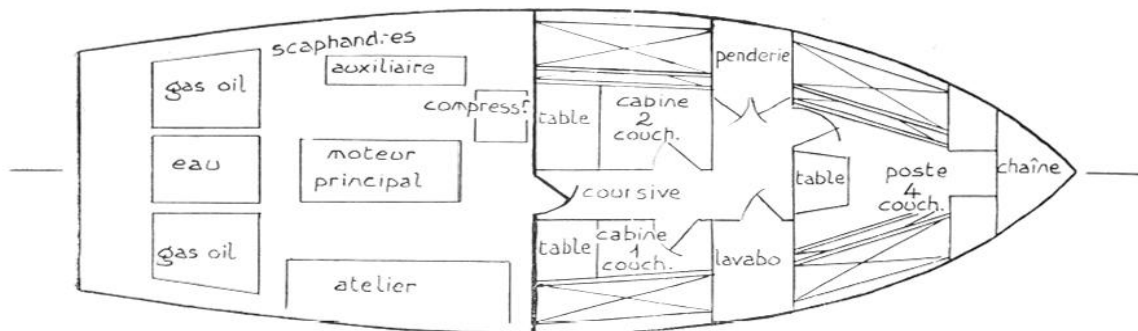 scaphandres
auxiliaire
gas oil
compressr
eau
moteur
principal
gas oil
atelier
penderie
table
cabine
2
couch.
coursive
table
cabine
1
couch.
lavabo
table
poste
4
couch.
chaîne